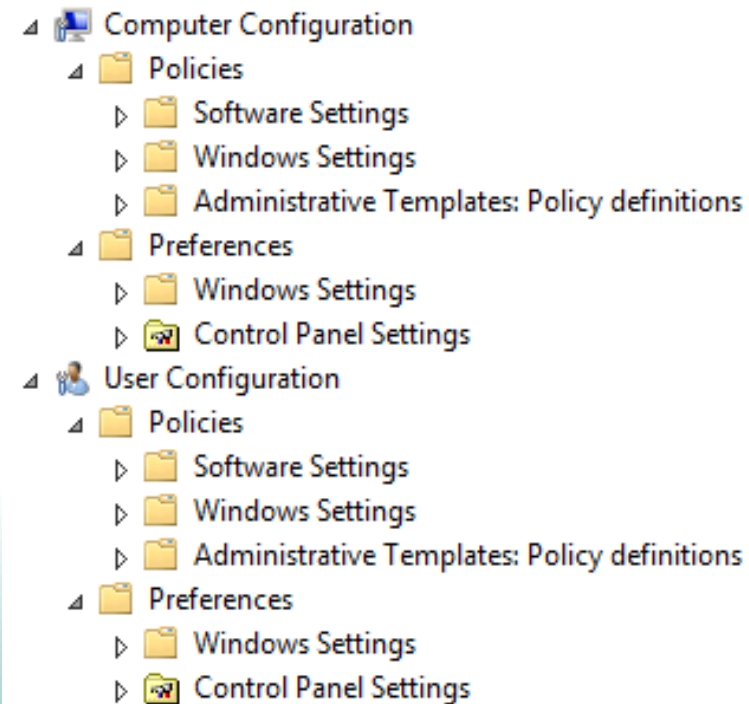 Computer Configuration
Policies
Software Settings
Windows Settings
Administrative Templates: Policy definitions
Preferences
Windows Settings
Control Panel Settings
User Configuration
Policies
Software Settings
Windows Settings
Administrative Templates: Policy definitions
Preferences
Windows Settings
Control Panel Settings